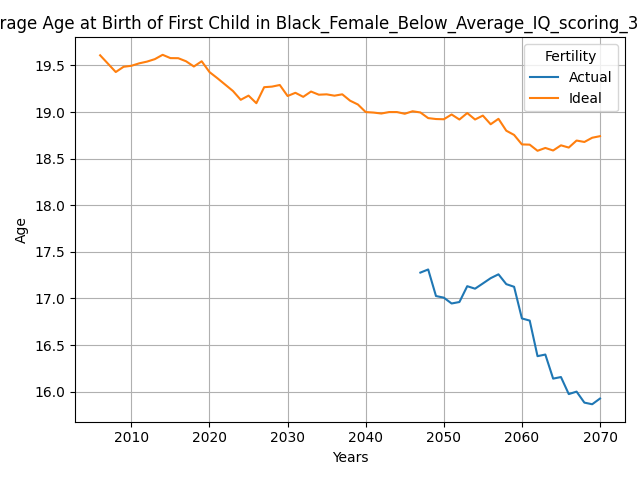 rage Age at Birth of First Child in Black_Female_Below_Average_IQ_scoring_3
Fertility
Actual
Ideal
19.5
19.0
18.5
18.0
17.5
17.0
16.5
16.0
Age
2010 2020 2030 2040 2050 2060 2070
Years